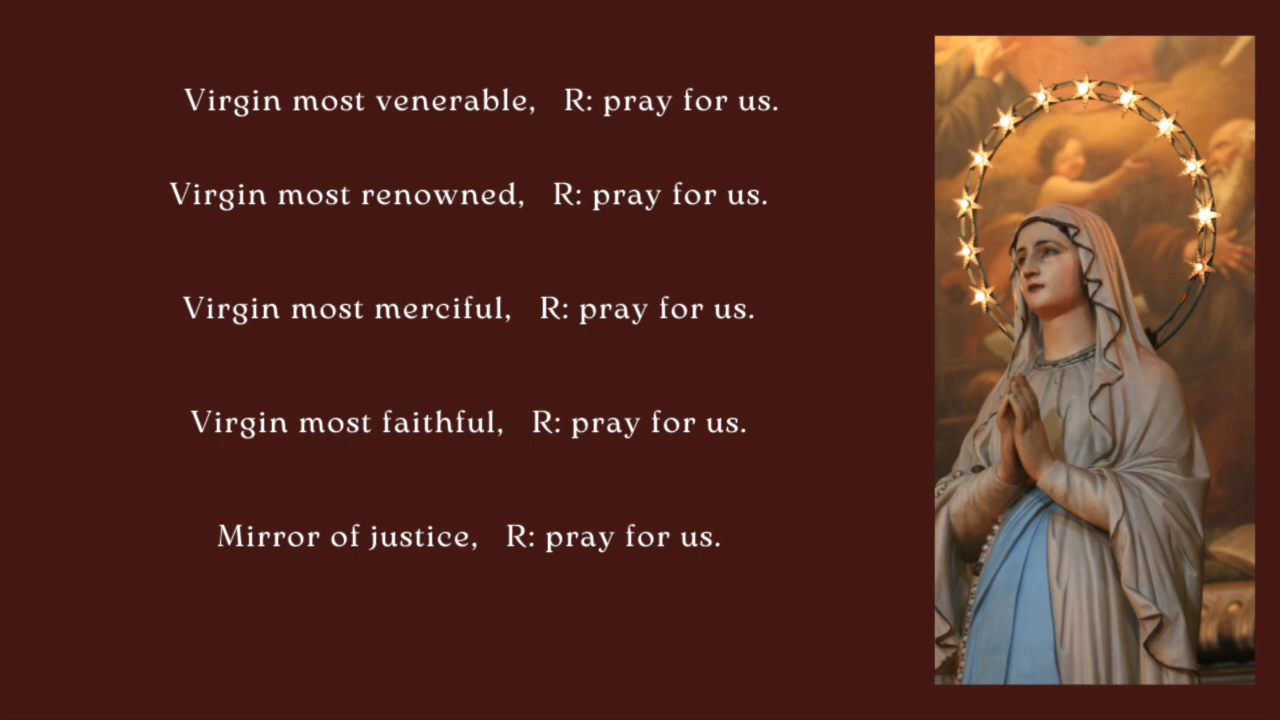 Virgin most venerable, R: pray for us.
Virgin most renowned, R: pray for us.
Virgin most merciful, R: pray for us.
Virgin most faithful, R: pray for us.
Mirror of justice, R: pray for us.